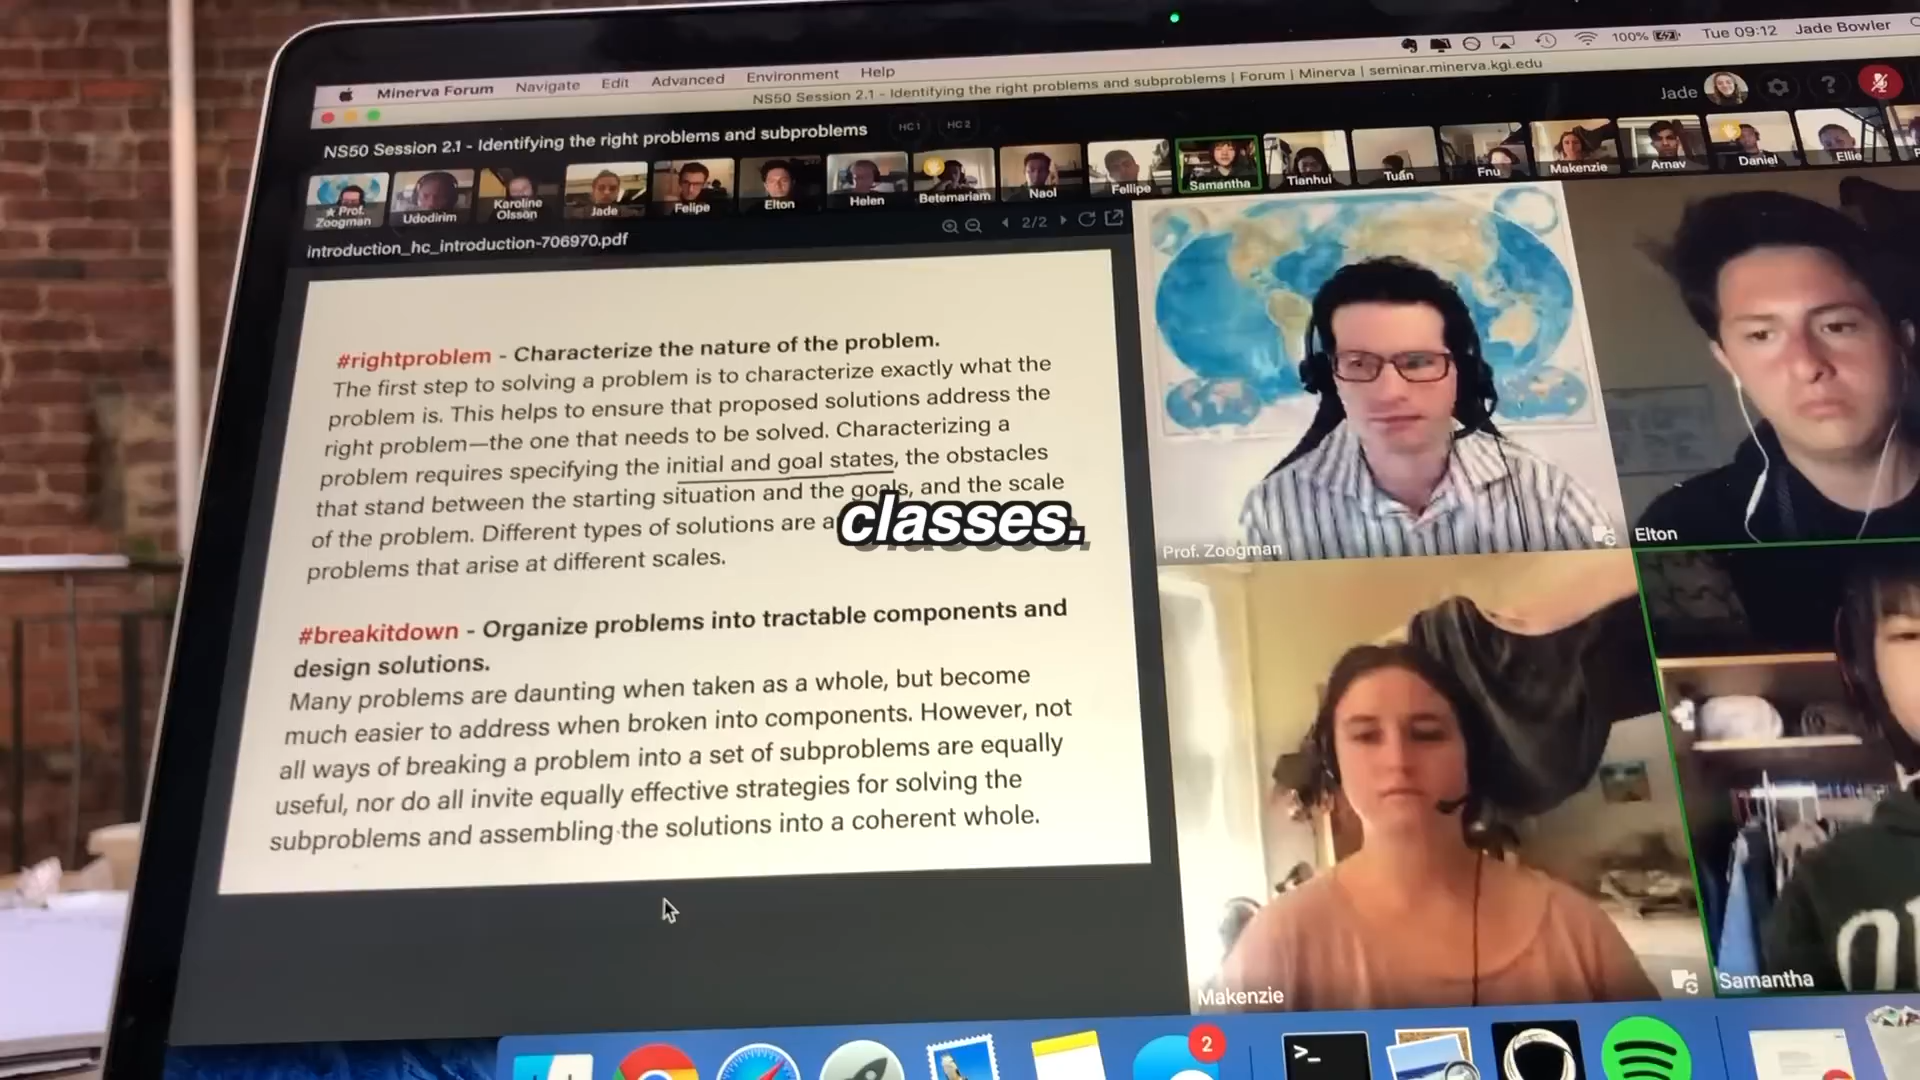 Minerva Forum Navigate Edit Advanced Environment Help 100% Tue 09:12 Jade Bowler
NS50 Session 2.1 - Identifying the right problems and subproblems | Forum | Minerva | seminar.minerva.kgi.edu
NS50 Session 2.1 - Identifying the right problems and subproblems HC 1 HC 2 Jade
★ Prof. Zoogman Udodirim Karoline Olsson Jade Felipe Elton Helen Betemariam Naol Fellipe Samantha Tianhui Tuấn Fnu Makenzie Arnav Daniel Ellie
introduction_hc_introduction-706970.pdf 2/2
#rightproblem - Characterize the nature of the problem.
The first step to solving a problem is to characterize exactly what the
problem is. This helps to ensure that proposed solutions address the
right problem—the one that needs to be solved. Characterizing a
problem requires specifying the initial and goal states, the obstacles
that stand between the starting situation and the goals, and the scale
of the problem. Different types of solutions are a
problems that arise at different scales.
classes.
#breakitdown - Organize problems into tractable components and
design solutions.
Many problems are daunting when taken as a whole, but become
much easier to address when broken into components. However, not
all ways of breaking a problem into a set of subproblems are equally
useful, nor do all invite equally effective strategies for solving the
subproblems and assembling the solutions into a coherent whole.
Prof. Zoogman
Elton
Makenzie
Samantha
2